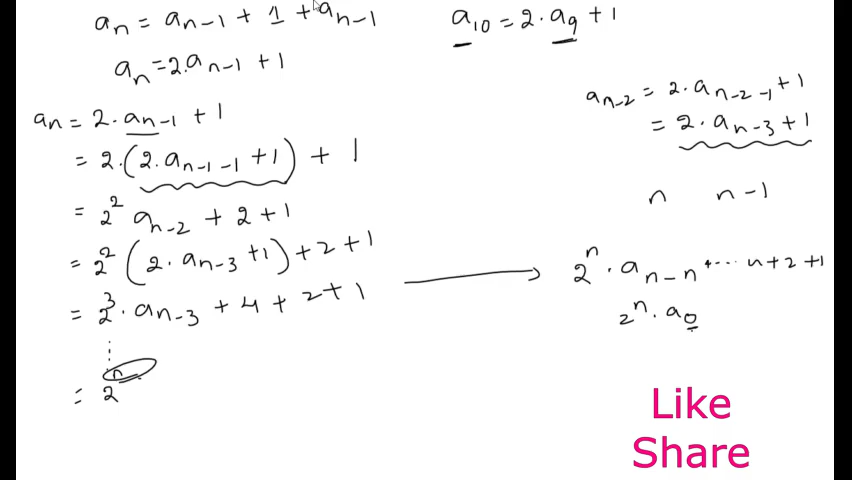 aₙ = aₙ₋₁ + 1 + aₙ₋₁
aₙ = 2.aₙ₋₁ + 1
aₙ = 2. aₙ₋₁ + 1
= 2.(2.aₙ₋₁₋₁ + 1) + 1
= 2² aₙ₋₂ + 2 + 1
= 2² (2. aₙ₋₃ + 1) + 2 + 1
= 2³. aₙ₋₃ + 4 + 2 + 1
⋮
= 2ⁿ
a₁₀ = 2. a₉ + 1
aₙ₋₂ = 2. aₙ₋₂₋₁ + 1
= 2. aₙ₋₃ + 1
n n-1
2ⁿ. aₙ₋ₙ + ... 4 + 2 + 1
2ⁿ. a₀
Like
Share